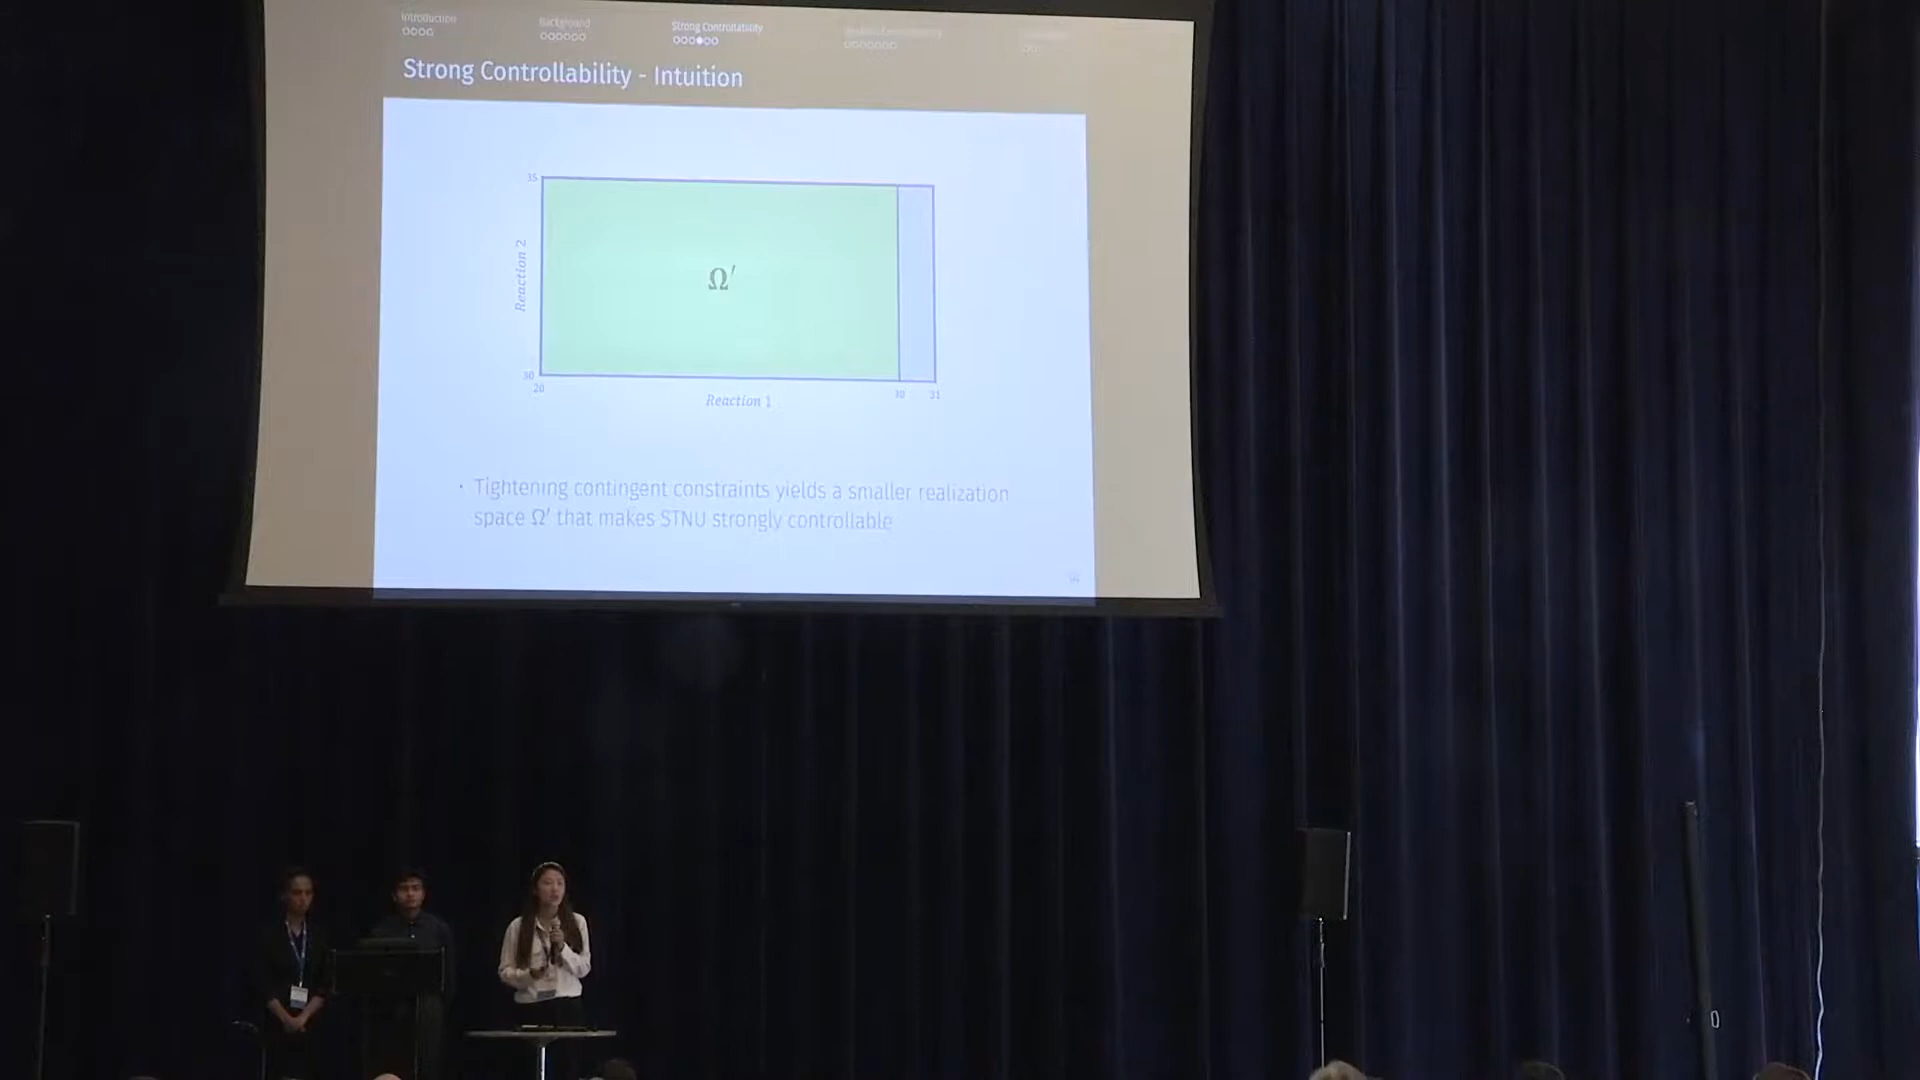 Introduction
Background
Strong Controllability
Strong Controllability - Intuition
35
Reaction 2
Ω′
30
20
30
31
Reaction 1
· Tightening contingent constraints yields a smaller realization
space Ω′ that makes STNU strongly controllable